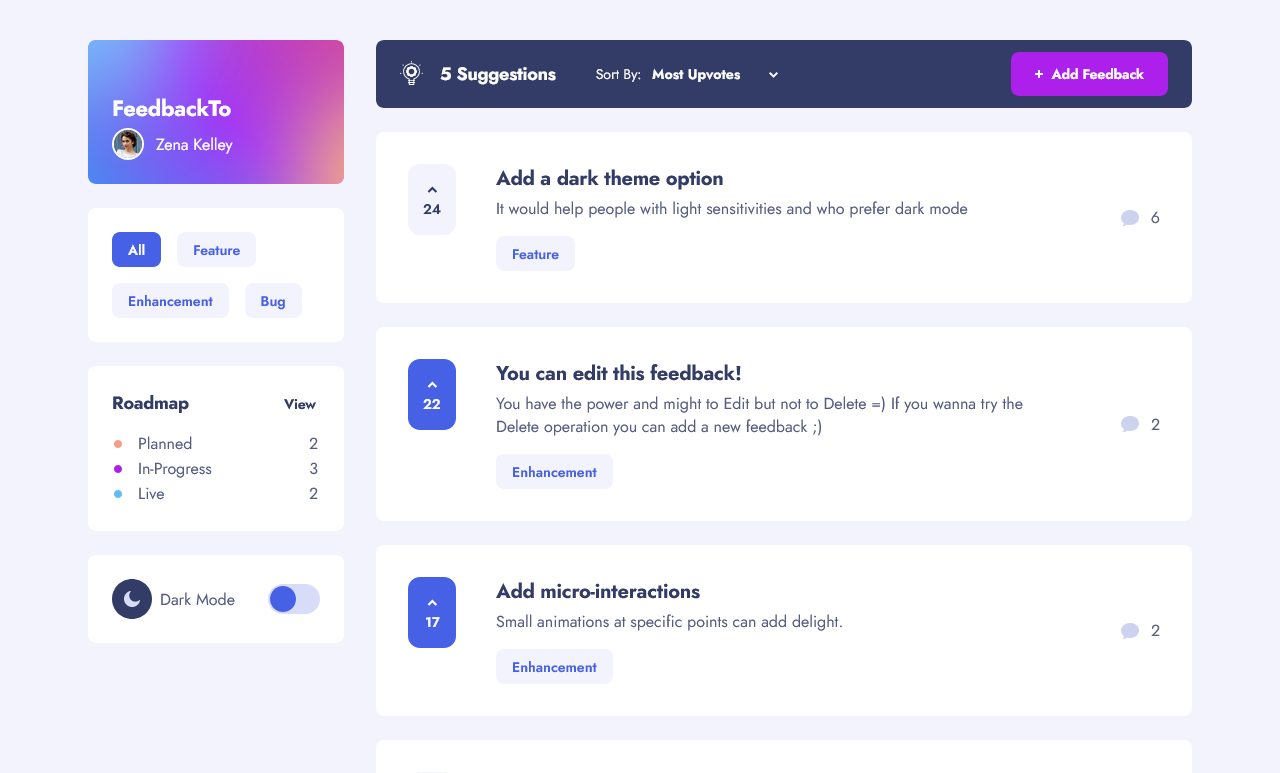 FeedbackTo
Zena Kelley
All
Feature
Enhancement
Bug
Roadmap
View
Planned
2
In-Progress
3
Live
2
Dark Mode
5 Suggestions
Sort By:
Most Upvotes
+ Add Feedback
24
Add a dark theme option
It would help people with light sensitivities and who prefer dark mode
Feature
6
22
You can edit this feedback!
You have the power and might to Edit but not to Delete =) If you wanna try the
Delete operation you can add a new feedback ;)
Enhancement
2
17
Add micro-interactions
Small animations at specific points can add delight.
Enhancement
2